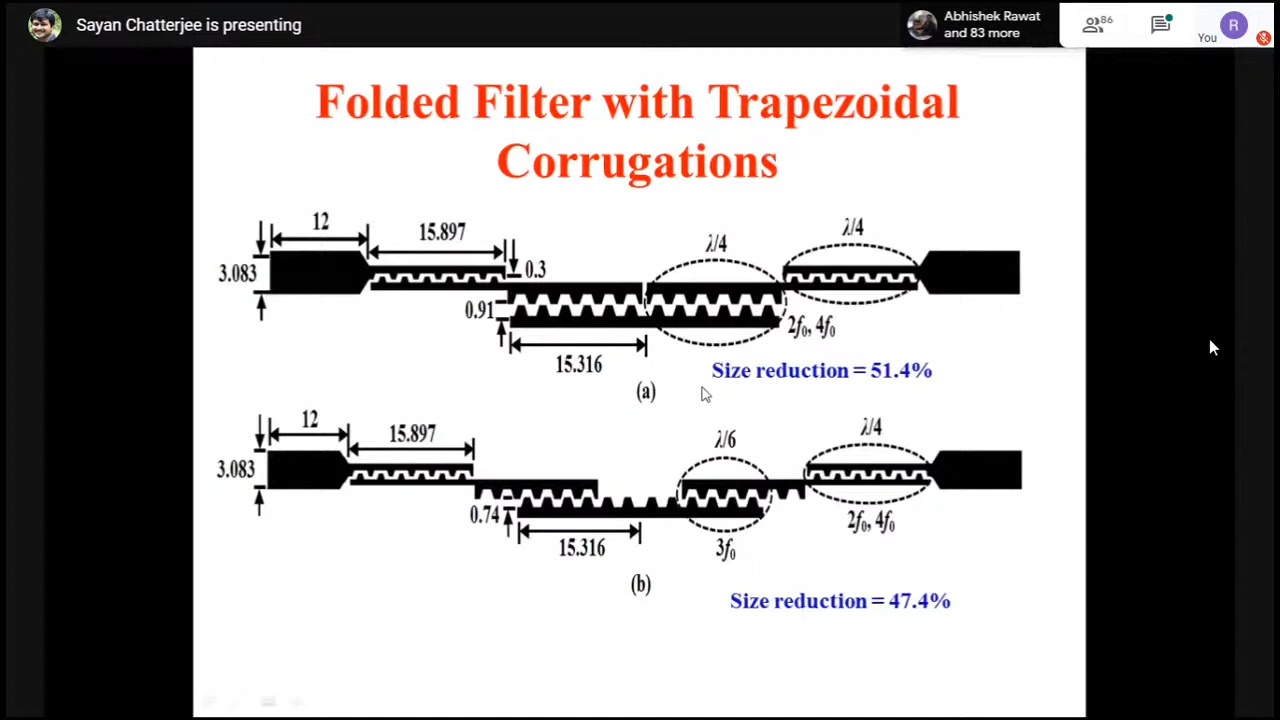 Sayan Chatterjee is presenting
Abhishek Rawat
and 83 more
86
You
R
Folded Filter with Trapezoidal
Corrugations
12
15.897
λ/4
λ/4
3.083
0.3
0.91
2f₀, 4f₀
15.316
Size reduction = 51.4%
(a)
12
15.897
λ/6
λ/4
3.083
0.74
2f₀, 4f₀
15.316
3f₀
(b)
Size reduction = 47.4%